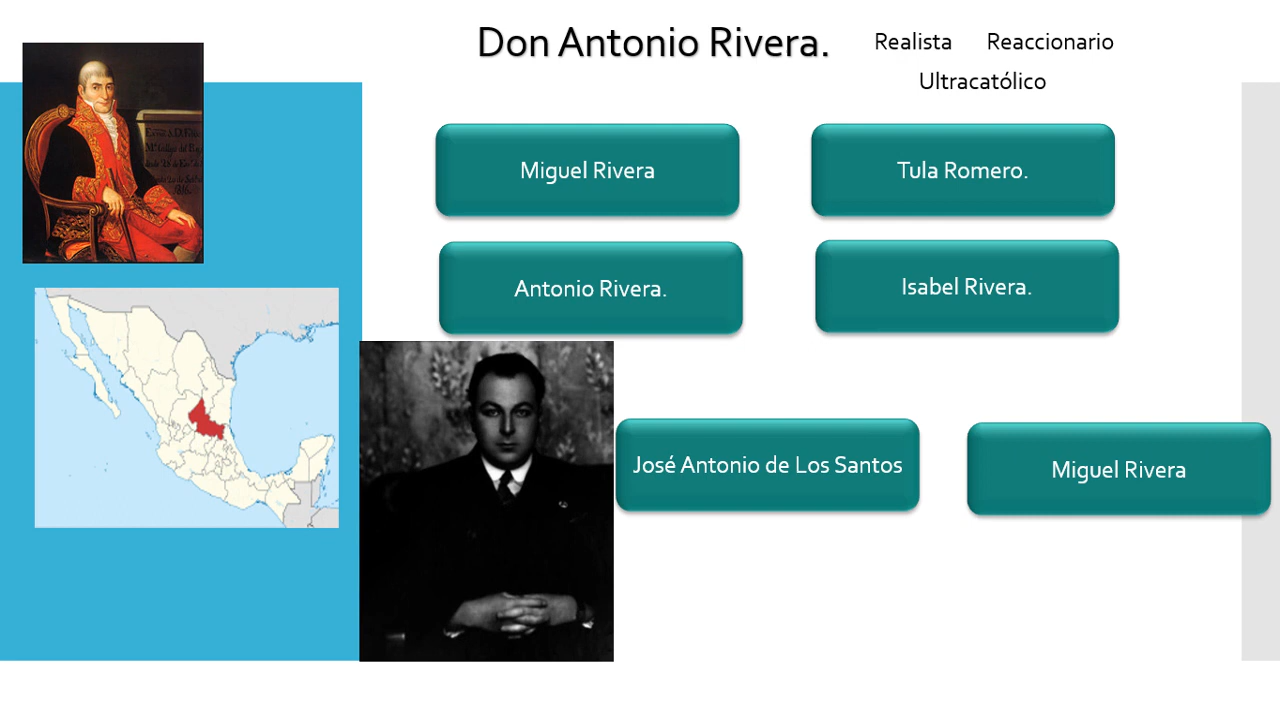 Don Antonio Rivera.
Realista
Reaccionario
Ultracatólico
Miguel Rivera
Tula Romero.
Antonio Rivera.
Isabel Rivera.
José Antonio de Los Santos
Miguel Rivera